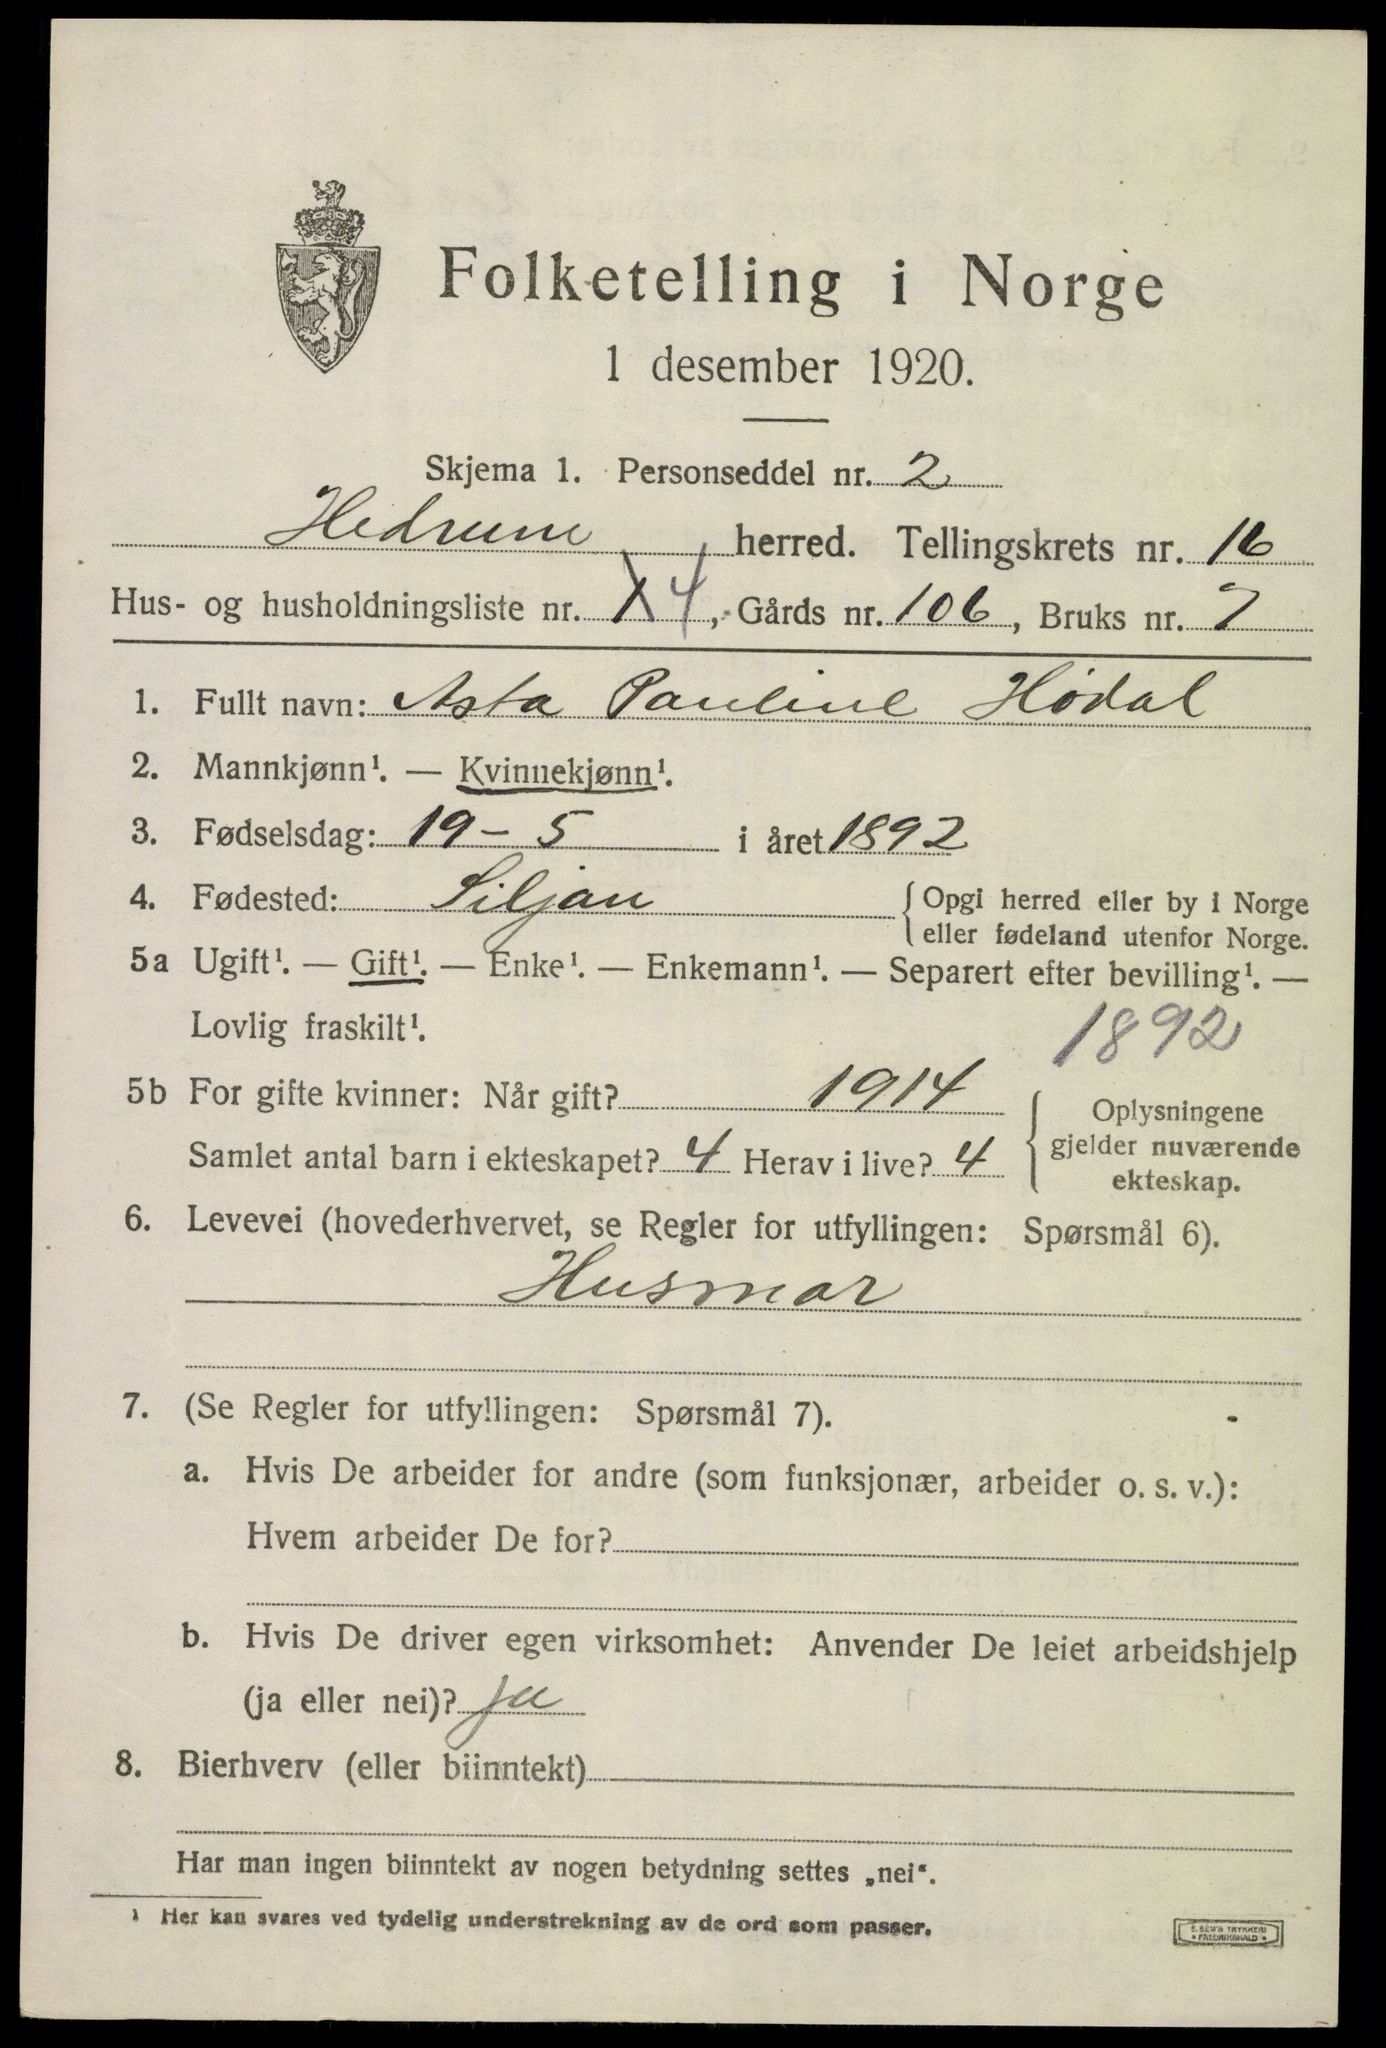 Folketelling i Norge
1 desember 1920.
Skjema 1. Personseddel nr. 2
Hedrum herred. Tellingskrets nr. 16
Hus- og husholdningsliste nr. 1 4, Gårds nr. 106, Bruks nr. 7
1. Fullt navn: Asta Pauline Hødal
2. Mannkjønn¹. — Kvinnekjønn¹.
3. Fødselsdag: 19 – 5 i året 1892
4. Fødested: Siljan { Opgi herred eller by i Norge
eller fødeland utenfor Norge.
5a Ugift¹. — Gift¹. — Enke¹. — Enkemann¹. — Separert efter bevilling¹. —
Lovlig fraskilt¹.
1892
5b For gifte kvinner: Når gift? 1914
Samlet antal barn i ekteskapet? 4 Herav i live? 4
{ Oplysningene
gjelder nuværende
ekteskap.
6. Levevei (hovederhvervet, se Regler for utfyllingen: Spørsmål 6).
Husmor
7. (Se Regler for utfyllingen: Spørsmål 7).
a. Hvis De arbeider for andre (som funksjonær, arbeider o. s. v.):
Hvem arbeider De for?
b. Hvis De driver egen virksomhet: Anvender De leiet arbeidshjelp
(ja eller nei)? ja
8. Bierhverv (eller biinntekt)
Har man ingen biinntekt av nogen betydning settes „nei“.
¹ Her kan svares ved tydelig understrekning av de ord som passer.
E. SEM'S TRYKKERI
• FREDRIKSHALD •